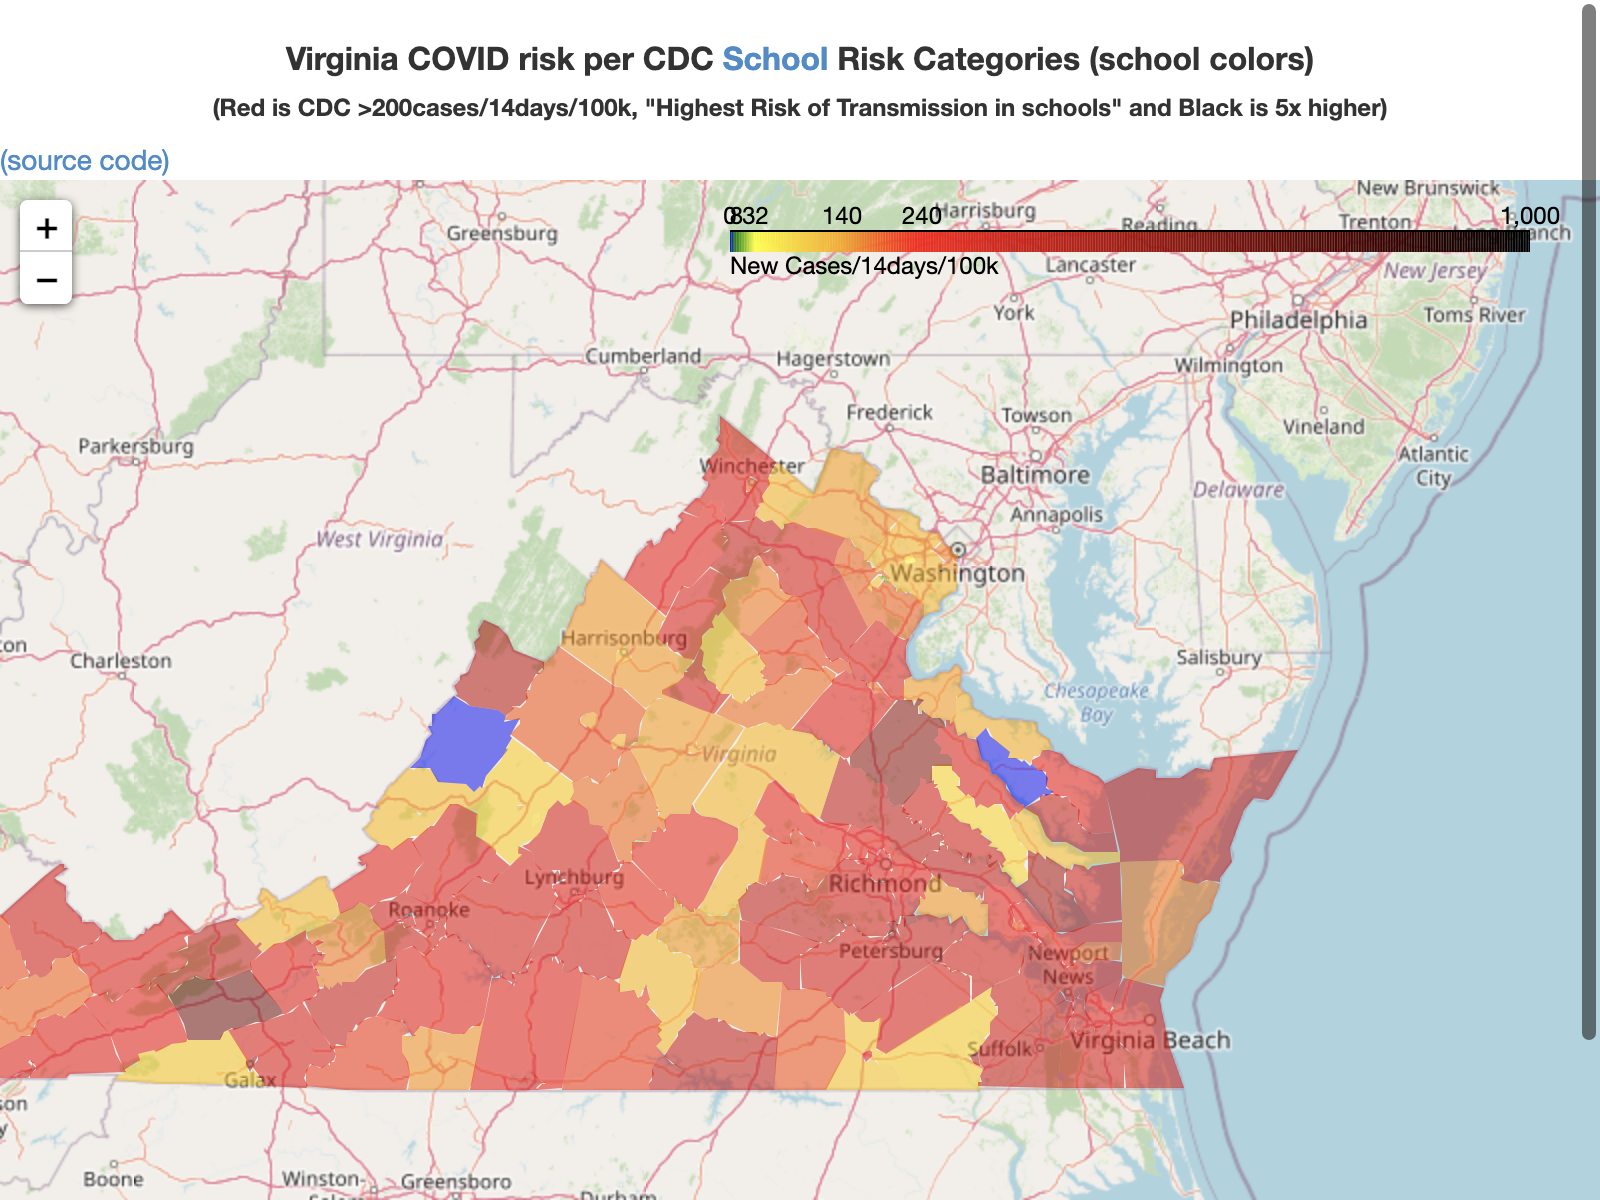 Virginia COVID risk per CDC School Risk Categories (school colors)
(Red is CDC >200cases/14days/100k, "Highest Risk of Transmission in schools" and Black is 5x higher)
(source code)
+
−
New Brunswick
0 8 32 140 240 1,000
Harrisburg
Reading
Trenton
Greensburg
New Cases/14days/100k
Lancaster
New Jersey
York
Philadelphia
Toms River
Cumberland
Hagerstown
Wilmington
Frederick
Towson
Vineland
Parkersburg
Winchester
Baltimore
Atlantic
City
Delaware
Annapolis
West Virginia
Washington
Harrisonburg
Charleston
Salisbury
Chesapeake
Bay
Virginia
Lynchburg
Richmond
Roanoke
Petersburg
Newport
News
Suffolk
Virginia Beach
Galax
Boone
Winston-
Greensboro
Durham